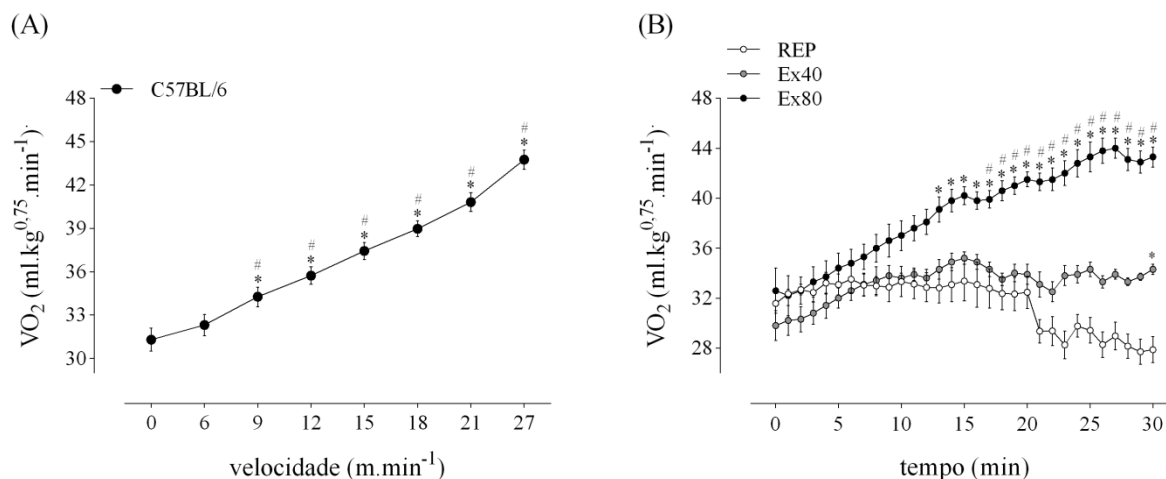 (A)
C57BL/6
VO₂ (ml.kg⁰,⁷⁵.min⁻¹)˙
48
45
42
39
36
33
30
# # # # # #
* * * * * *
0 6 9 12 15 18 21 27
velocidade (m.min⁻¹)
(B)
REP
Ex40
Ex80
VO₂ (ml.kg⁰,⁷⁵.min⁻¹)˙
48
44
40
36
32
28
# # # # # # # # # # # # # #
* * * * * * * * * * * * * * * * * *
*
0 5 10 15 20 25 30
tempo (min)